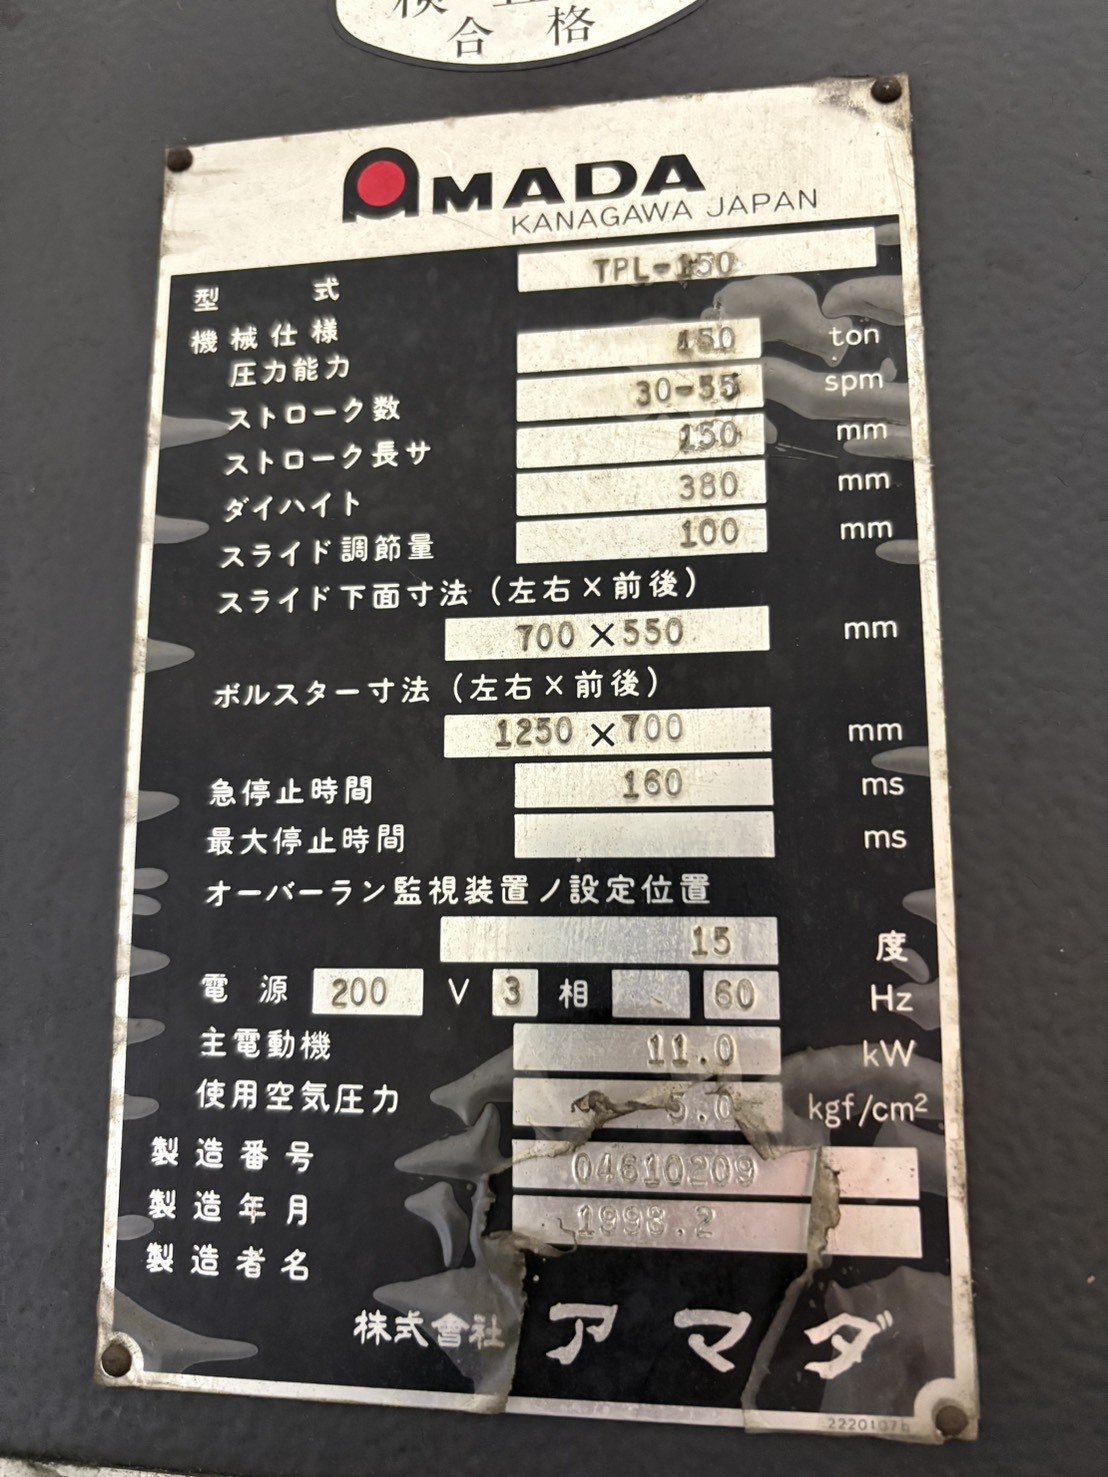 合格
AMADA
KANAGAWA JAPAN
型式 TPL-150
機械仕様
圧力能力 150 ton
ストローク数 30-55 spm
ストローク長サ 150 mm
ダイハイト 380 mm
スライド調節量 100 mm
スライド下面寸法(左右×前後)
700×550 mm
ボルスター寸法(左右×前後)
1250×700 mm
急停止時間 160 ms
最大停止時間 ms
オーバーラン監視装置ノ設定位置
15 度
電源 200 V 3 相 60 Hz
主電動機 11.0 kW
使用空気圧力 5.0 kgf/cm²
製造番号 04610209
製造年月 1993.2
製造者名
株式會社 アマダ